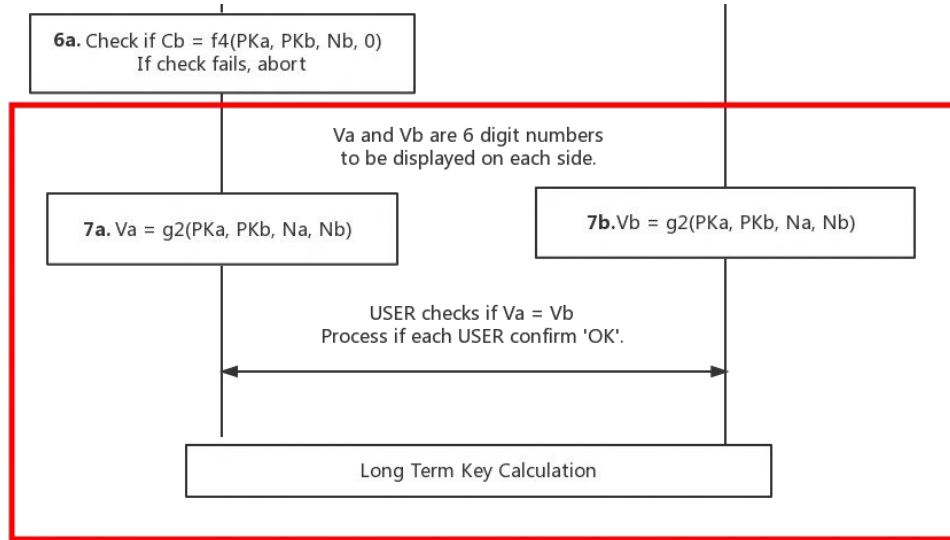 6a. Check if Cb = f4(PKa, PKb, Nb, 0)
If check fails, abort
Va and Vb are 6 digit numbers
to be displayed on each side.
7a. Va = g2(PKa, PKb, Na, Nb)
7b.Vb = g2(PKa, PKb, Na, Nb)
USER checks if Va = Vb
Process if each USER confirm 'OK'.
Long Term Key Calculation